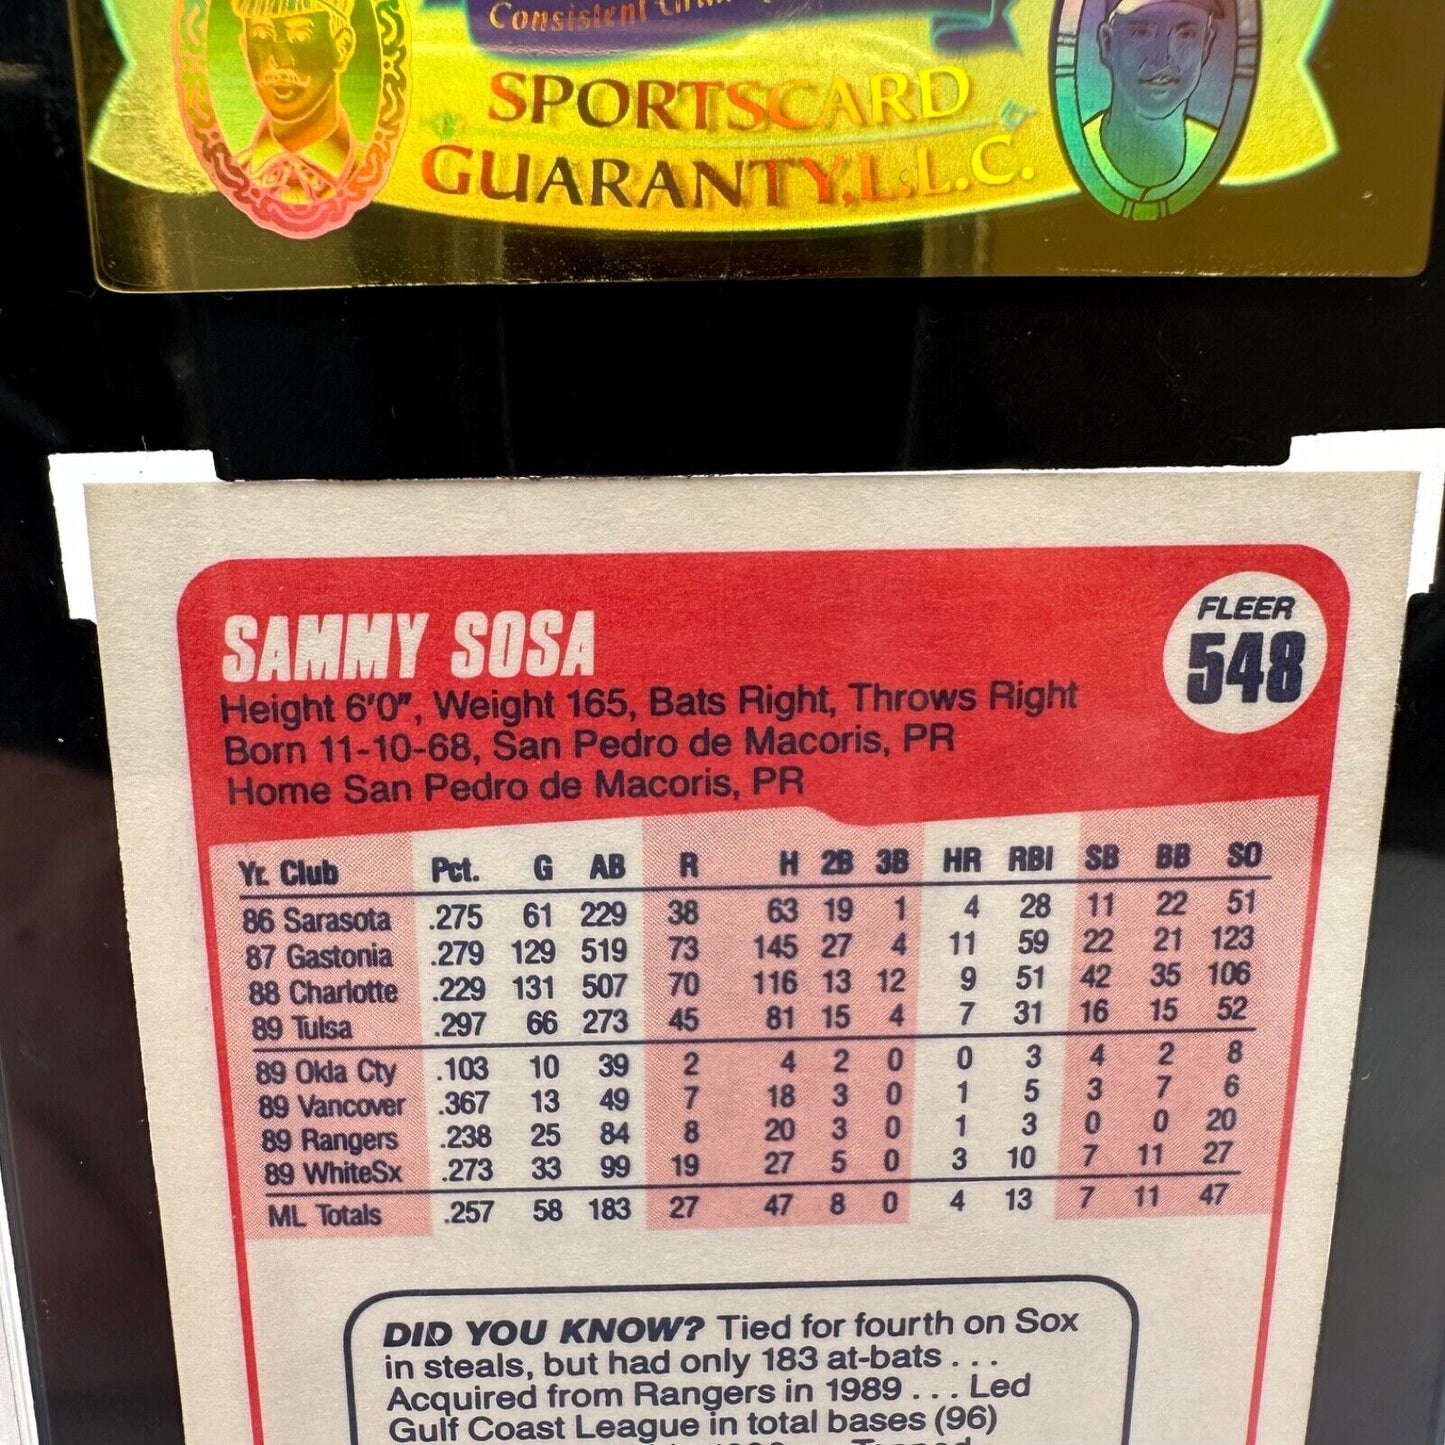 Consistent
SPORTSCARD
GUARANTY, L.L.C.
FLEER
548
SAMMY SOSA
Height 6'0", Weight 165, Bats Right, Throws Right
Born 11-10-68, San Pedro de Macoris, PR
Home San Pedro de Macoris, PR
Yr. Club Pct. G AB R H 2B 3B HR RBI SB BB SO
86 Sarasota .275 61 229 38 63 19 1 4 28 11 22 51
87 Gastonia .279 129 519 73 145 27 4 11 59 22 21 123
88 Charlotte .229 131 507 70 116 13 12 9 51 42 35 106
89 Tulsa .297 66 273 45 81 15 4 7 31 16 15 52
89 Okla Cty .103 10 39 2 4 2 0 0 3 4 2 8
89 Vancover .367 13 49 7 18 3 0 1 5 3 7 6
89 Rangers .238 25 84 8 20 3 0 1 3 0 0 20
89 WhiteSx .273 33 99 19 27 5 0 3 10 7 11 27
ML Totals .257 58 183 27 47 8 0 4 13 7 11 47
DID YOU KNOW? Tied for fourth on Sox
in steals, but had only 183 at-bats . . .
Acquired from Rangers in 1989 . . . Led
Gulf Coast League in total bases (96)